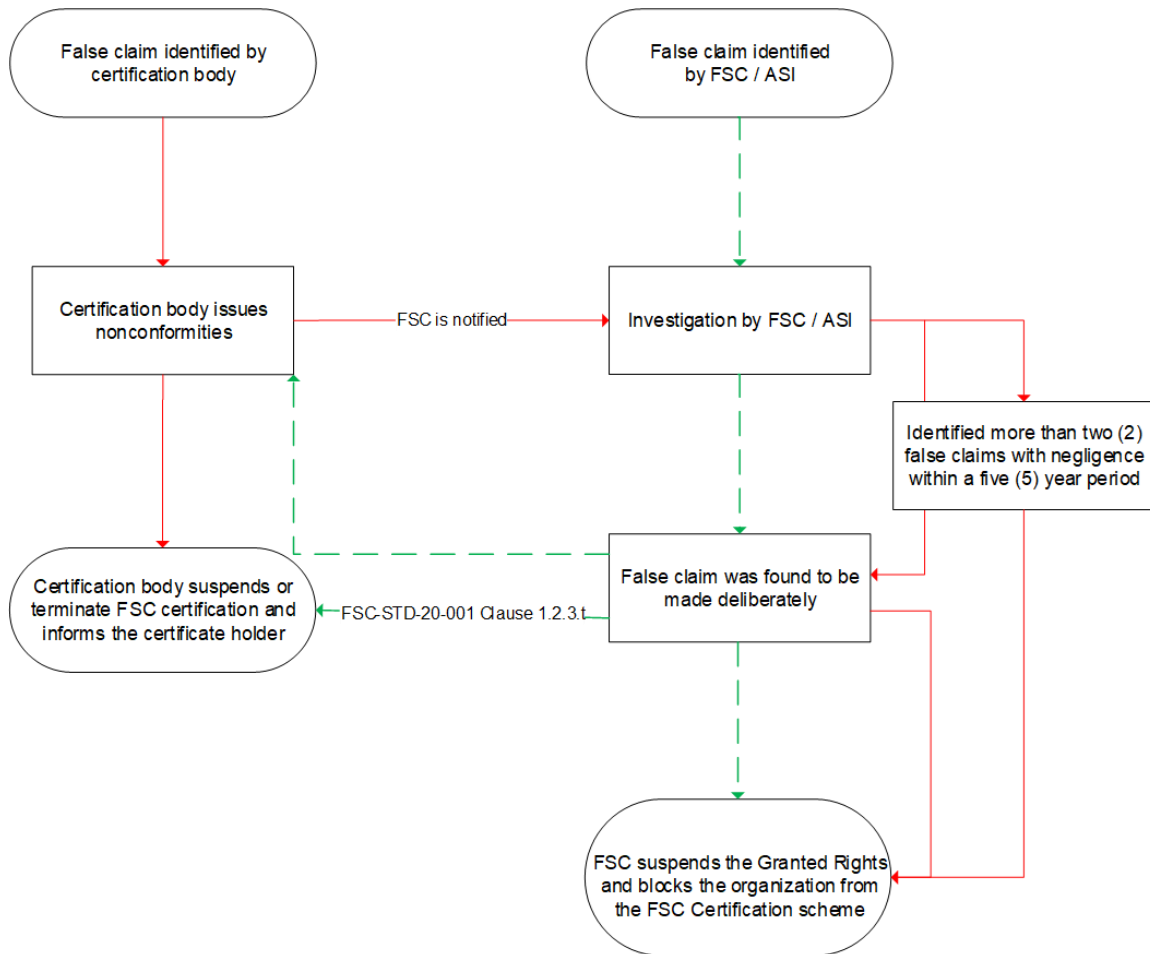 False claim identified by
certification body
False claim identified
by FSC / ASI
Certification body issues
nonconformities
FSC is notified
Investigation by FSC / ASI
Identified more than two (2)
false claims with negligence
within a five (5) year period
False claim was found to be
made deliberately
Certification body suspends or
terminate FSC certification and
informs the certificate holder
FSC-STD-20-001 Clause 1.2.3.t
FSC suspends the Granted Rights
and blocks the organization from
the FSC Certification scheme